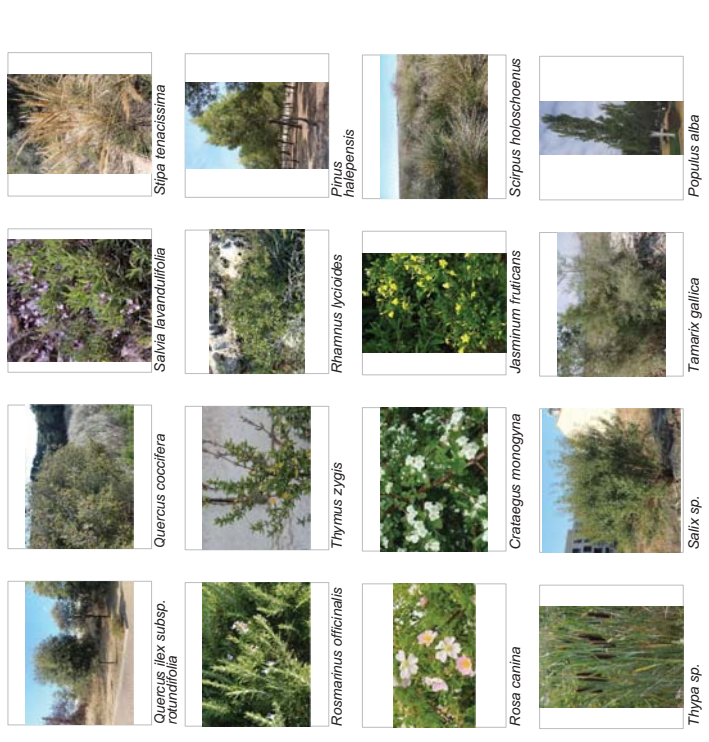 Quercus ilex subsp.
rotundifolia
Quercus coccifera
Salvia lavandulifolia
Stipa tenacissima
Rosmarinus officinalis
Thymus zygis
Rhamnus lycioides
Pinus
halepensis
Rosa canina
Crataegus monogyna
Jasminum fruticans
Scirpus holoschoenus
Thypa sp.
Salix sp.
Tamarix gallica
Populus alba